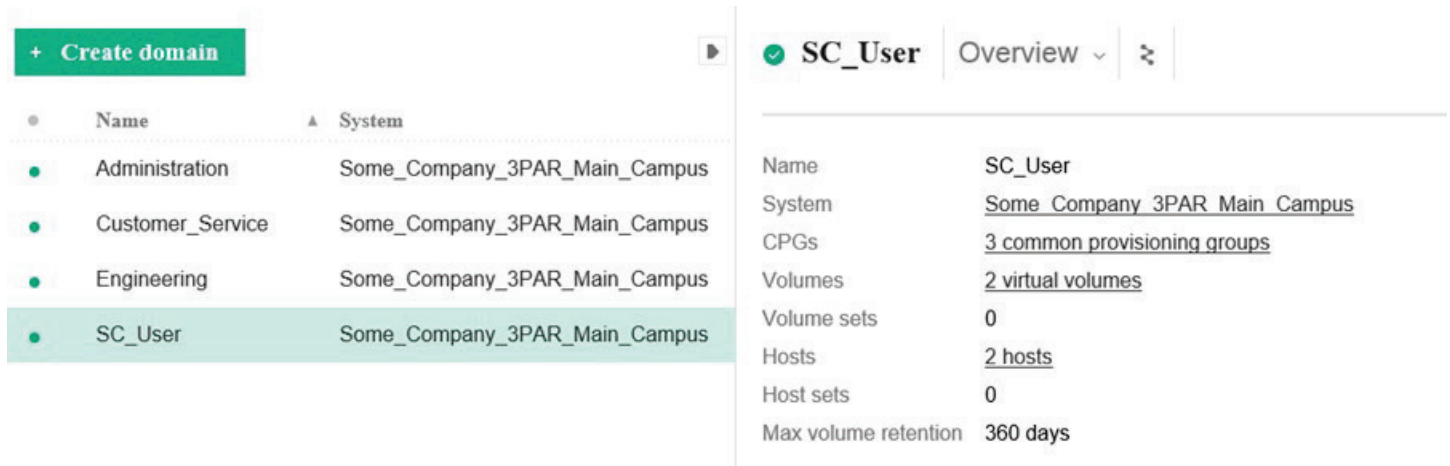 + Create domain
Name System
Administration Some_Company_3PAR_Main_Campus
Customer_Service Some_Company_3PAR_Main_Campus
Engineering Some_Company_3PAR_Main_Campus
SC_User Some_Company_3PAR_Main_Campus
SC_User Overview
Name SC_User
System Some_Company_3PAR_Main_Campus
CPGs 3 common provisioning groups
Volumes 2 virtual volumes
Volume sets 0
Hosts 2 hosts
Host sets 0
Max volume retention 360 days